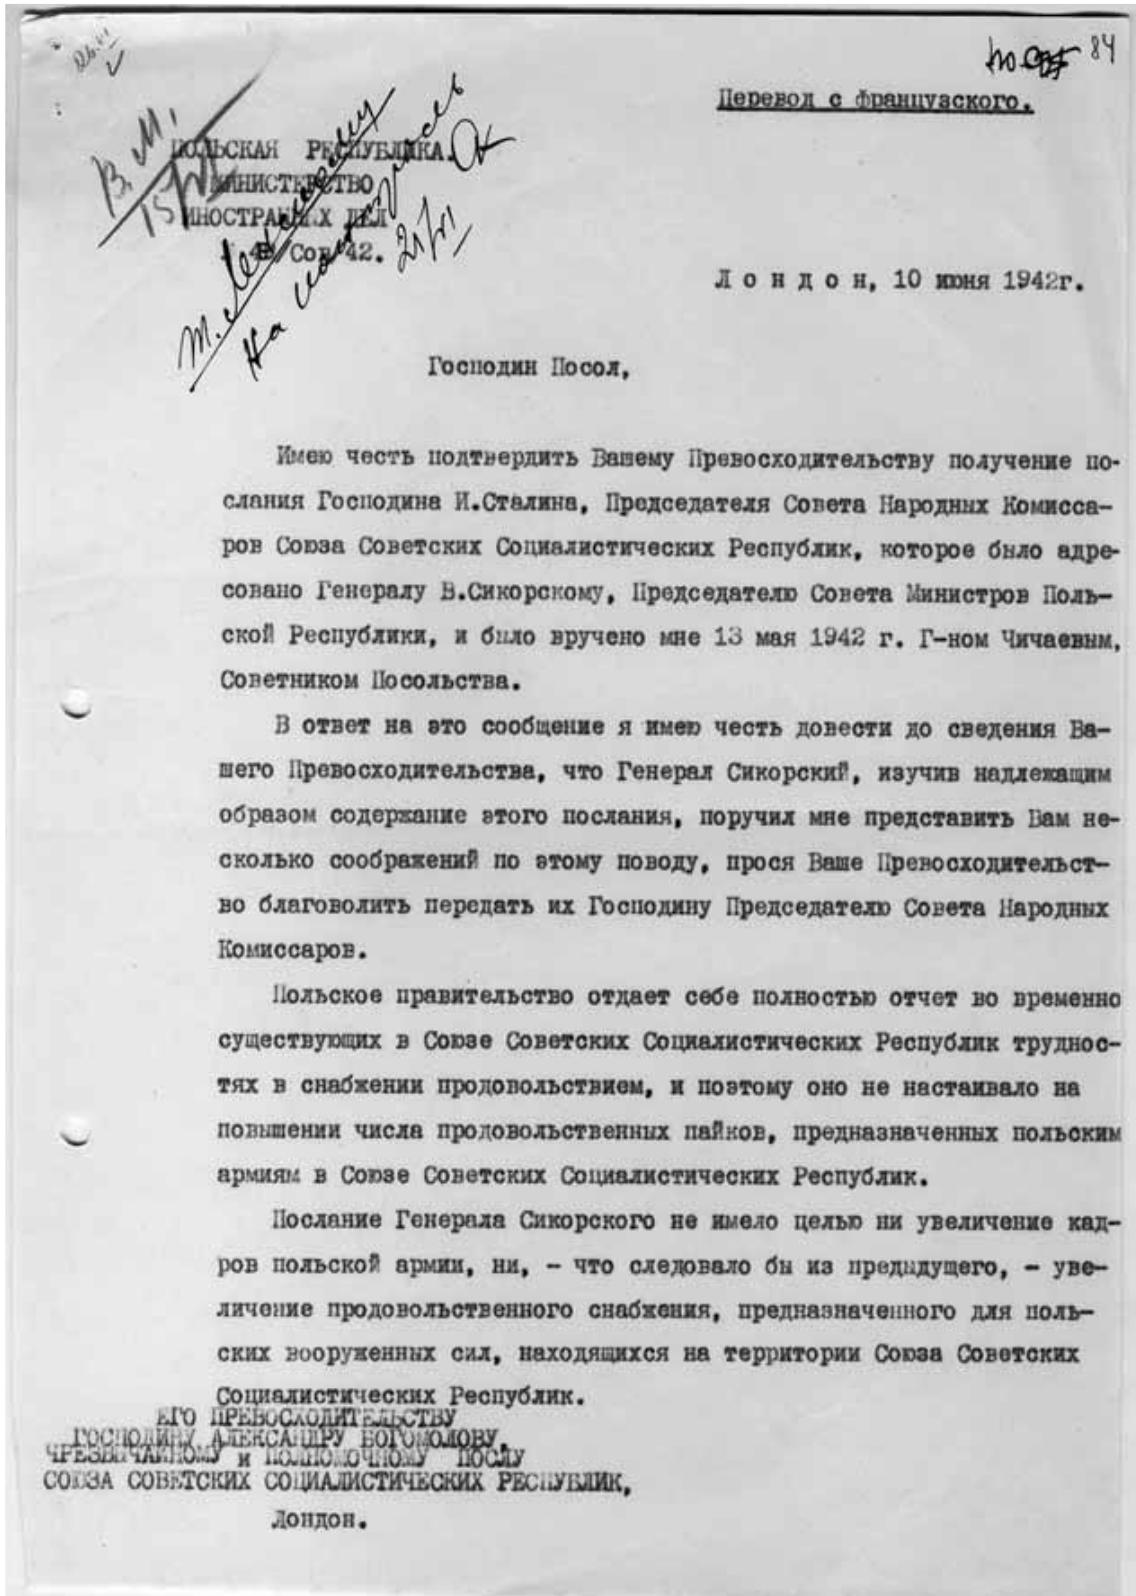 84
Перевод с французского.
В.М.
ПОЛЬСКАЯ РЕСПУБЛИКА.
МИНИСТЕРСТВО
ИНОСТРАННЫХ ДЕЛ
Сов 42.
На
21/VI
Л о н д о н, 10 июня 1942г.
Господин Посол,
Имею честь подтвердить Вашему Превосходительству получение по-
слания Господина И.Сталина, Председателя Совета Народных Комисса-
ров Союза Советских Социалистических Республик, которое было адре-
совано Генералу В.Сикорскому, Председателю Совета Министров Поль-
ской Республики, и было вручено мне 13 мая 1942 г. Г-ном Чичаевым,
Советником Посольства.
В ответ на это сообщение я имею честь довести до сведения Ва-
шего Превосходительства, что Генерал Сикорский, изучив надлежащим
образом содержание этого послания, поручил мне представить Вам не-
сколько соображений по этому поводу, прося Ваше Превосходительст-
во благоволить передать их Господину Председателю Совета Народных
Комиссаров.
Польское правительство отдает себе полностью отчет во временно
существующих в Союзе Советских Социалистических Республик труднос-
тях в снабжении продовольствием, и поэтому оно не настаивало на
повышении числа продовольственных пайков, предназначенных польским
армиям в Союзе Советских Социалистических Республик.
Послание Генерала Сикорского не имело целью ни увеличение кад-
ров польской армии, ни, - что следовало бы из предыдущего, - уве-
личение продовольственного снабжения, предназначенного для поль-
ских вооруженных сил, находящихся на территории Союза Советских
Социалистических Республик.
ЕГО ПРЕВОСХОДИТЕЛЬСТВУ
ГОСПОДИНУ АЛЕКСАНДРУ БОГОМОЛОВУ,
ЧРЕЗВЫЧАЙНОМУ и ПОЛНОМОЧНОМУ ПОСЛУ
СОЮЗА СОВЕТСКИХ СОЦИАЛИСТИЧЕСКИХ РЕСПУБЛИК,
Лондон.